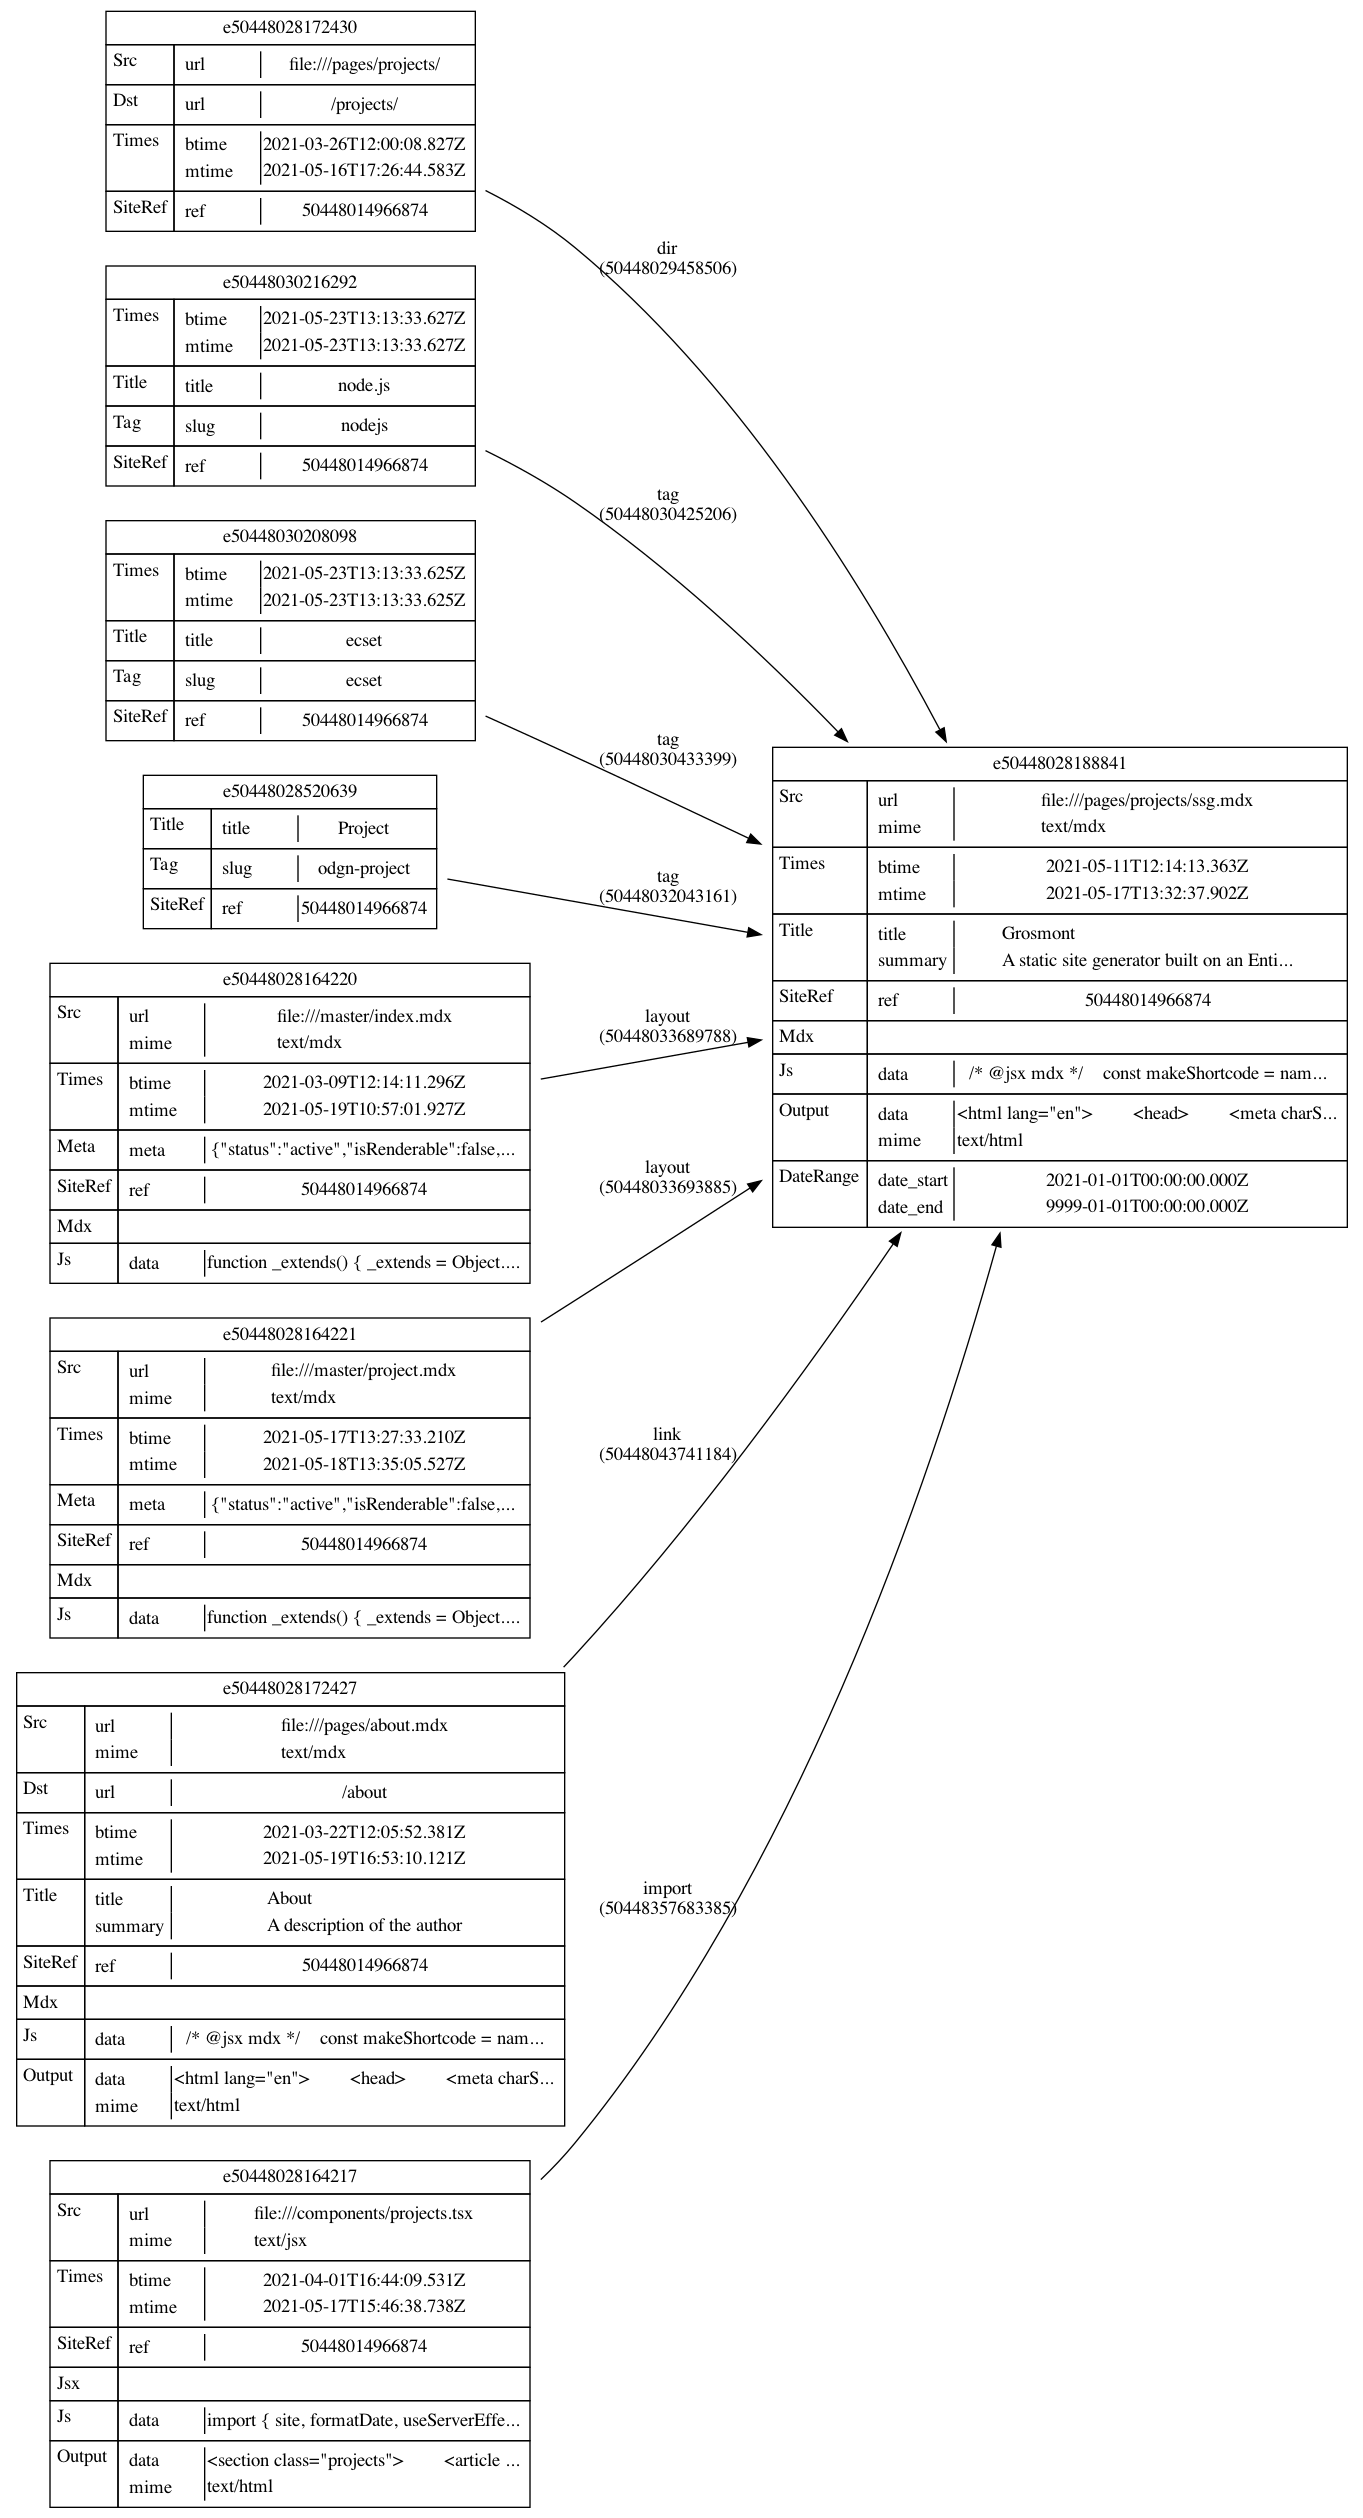 e50448028172430
Src url file:///pages/projects/
Dst url /projects/
Times btime 2021-03-26T12:00:08.827Z
mtime 2021-05-16T17:26:44.583Z
SiteRef ref 50448014966874
dir
(50448029458506)
e50448030216292
Times btime 2021-05-23T13:13:33.627Z
mtime 2021-05-23T13:13:33.627Z
Title title node.js
Tag slug nodejs
SiteRef ref 50448014966874
tag
(50448030425206)
e50448030208098
Times btime 2021-05-23T13:13:33.625Z
mtime 2021-05-23T13:13:33.625Z
Title title ecset
Tag slug ecset
SiteRef ref 50448014966874
tag
(50448030433399)
e50448028520639
Title title Project
Tag slug odgn-project
SiteRef ref 50448014966874
tag
(50448032043161)
e50448028164220
Src url file:///master/index.mdx
mime text/mdx
Times btime 2021-03-09T12:14:11.296Z
mtime 2021-05-19T10:57:01.927Z
Meta meta {"status":"active","isRenderable":false,...
SiteRef ref 50448014966874
Mdx
Js data function _extends() { _extends = Object....
layout
(50448033689788)
layout
(50448033693885)
e50448028188841
Src url file:///pages/projects/ssg.mdx
mime text/mdx
Times btime 2021-05-11T12:14:13.363Z
mtime 2021-05-17T13:32:37.902Z
Title title Grosmont
summary A static site generator built on an Enti...
SiteRef ref 50448014966874
Mdx
Js data /* @jsx mdx */ const makeShortcode = nam...
Output data <html lang="en"> <head> <meta charS...
mime text/html
DateRange date_start 2021-01-01T00:00:00.000Z
date_end 9999-01-01T00:00:00.000Z
e50448028164221
Src url file:///master/project.mdx
mime text/mdx
Times btime 2021-05-17T13:27:33.210Z
mtime 2021-05-18T13:35:05.527Z
Meta meta {"status":"active","isRenderable":false,...
SiteRef ref 50448014966874
Mdx
Js data function _extends() { _extends = Object....
link
(50448043741184)
e50448028172427
Src url file:///pages/about.mdx
mime text/mdx
Dst url /about
Times btime 2021-03-22T12:05:52.381Z
mtime 2021-05-19T16:53:10.121Z
Title title About
summary A description of the author
SiteRef ref 50448014966874
Mdx
Js data /* @jsx mdx */ const makeShortcode = nam...
Output data <html lang="en"> <head> <meta charS...
mime text/html
import
(50448357683385)
e50448028164217
Src url file:///components/projects.tsx
mime text/jsx
Times btime 2021-04-01T16:44:09.531Z
mtime 2021-05-17T15:46:38.738Z
SiteRef ref 50448014966874
Jsx
Js data import { site, formatDate, useServerEffe...
Output data <section class="projects"> <article ...
mime text/html